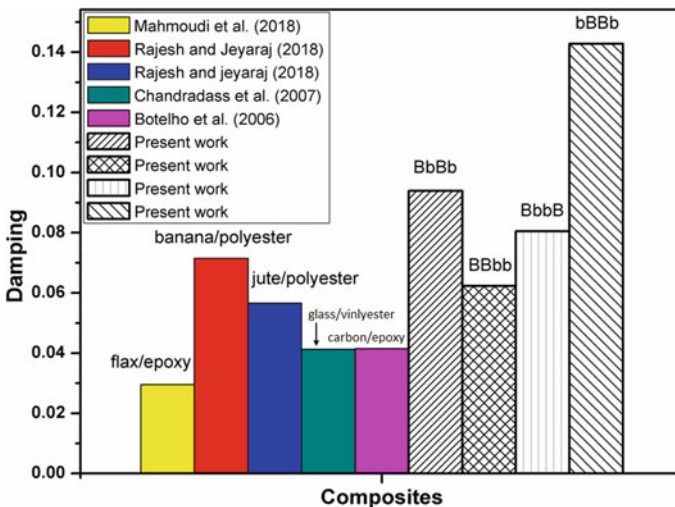 Mahmoudi et al. (2018)
Rajesh and Jeyaraj (2018)
Rajesh and jeyaraj (2018)
Chandradass et al. (2007)
Botelho et al. (2006)
Present work
Present work
Present work
Present work
0.14
0.12
0.10
0.08
0.06
0.04
0.02
0.00
Damping
flax/epoxy
banana/polyester
jute/polyester
glass/vinlyester
carbon/epoxy
BbBb
BBbb
BbbB
bBBb
Composites